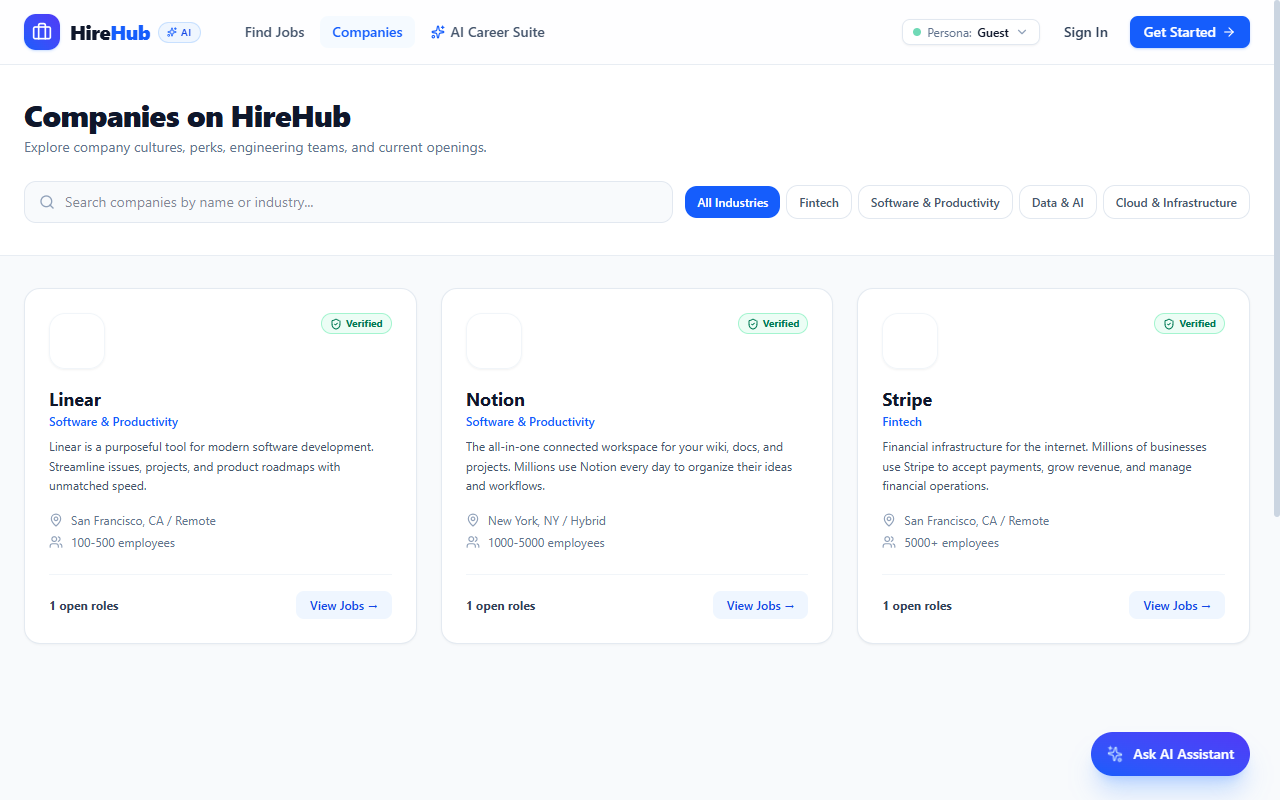 HireHub AI Find Jobs Companies AI Career Suite Persona: Guest Sign In Get Started →
Companies on HireHub
Explore company cultures, perks, engineering teams, and current openings.
Search companies by name or industry... All Industries Fintech Software & Productivity Data & AI Cloud & Infrastructure
Verified
Linear
Software & Productivity
Linear is a purposeful tool for modern software development.
Streamline issues, projects, and product roadmaps with
unmatched speed.
San Francisco, CA / Remote
100-500 employees
1 open roles View Jobs →
Verified
Notion
Software & Productivity
The all-in-one connected workspace for your wiki, docs, and
projects. Millions use Notion every day to organize their ideas
and workflows.
New York, NY / Hybrid
1000-5000 employees
1 open roles View Jobs →
Verified
Stripe
Fintech
Financial infrastructure for the internet. Millions of businesses
use Stripe to accept payments, grow revenue, and manage
financial operations.
San Francisco, CA / Remote
5000+ employees
1 open roles View Jobs →
Ask AI Assistant